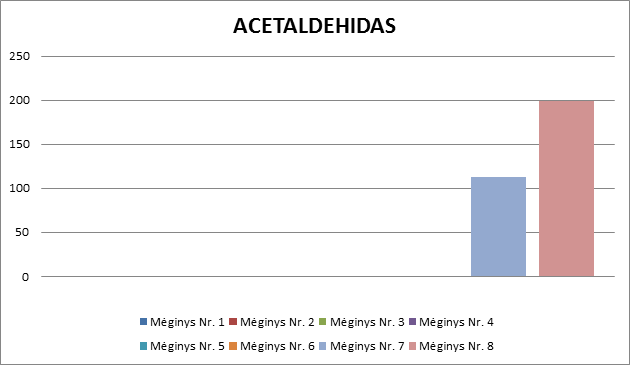 ACETALDEHIDAS
250
200
150
100
50
0
Mėginys Nr. 1 Mėginys Nr. 2 Mėginys Nr. 3 Mėginys Nr. 4
Mėginys Nr. 5 Mėginys Nr. 6 Mėginys Nr. 7 Mėginys Nr. 8